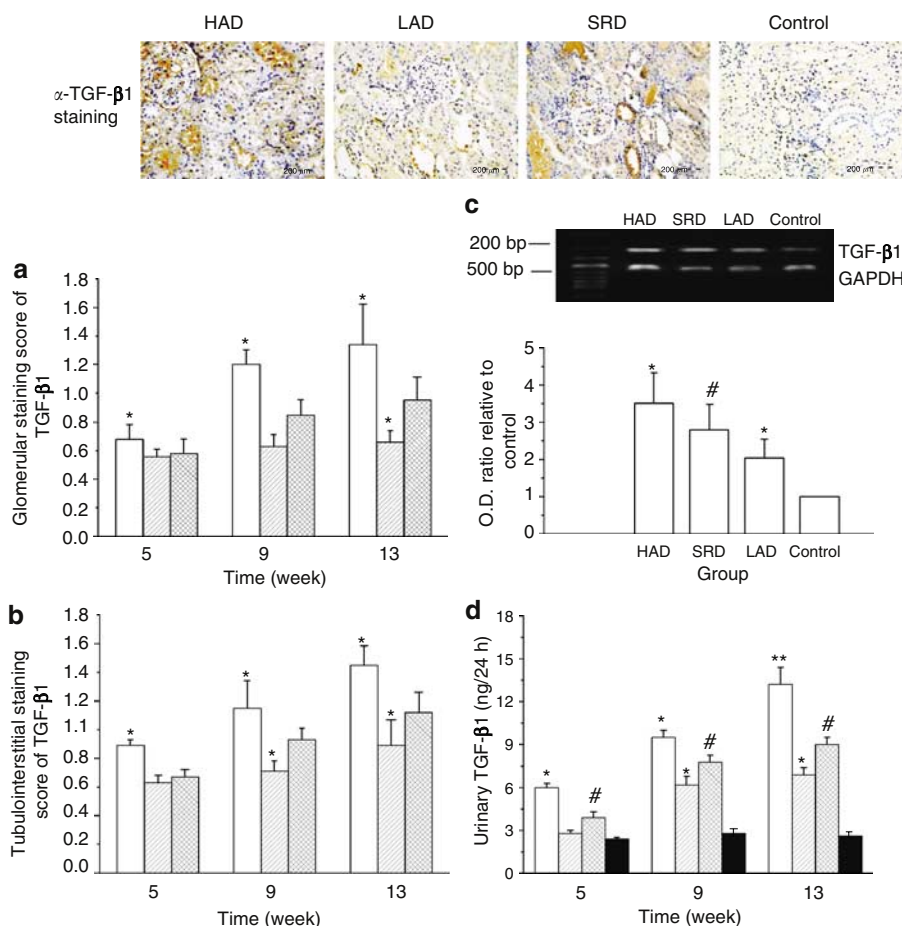 HAD LAD SRD Control
α-TGF-β1
staining
200 µm 200 µm 200 µm 200 µm
c
HAD SRD LAD Control
200 bp
500 bp
TGF-β1
GAPDH
a
Glomerular staining score of
TGF-β1
1.8
1.6
1.4
1.2
1.0
0.8
0.6
0.4
0.2
0.0
* * * *
5 9 13
Time (week)
O.D. ratio relative to
control
5
4
3
2
1
0
* # *
HAD SRD LAD Control
Group
b
Tubulointerstitial staining
score of TGF-β1
1.8
1.6
1.4
1.2
1.1
0.8
0.6
0.4
0.2
0.0
* * * * *
5 9 13
Time (week)
d
Urinary TGF-β1 (ng/24 h)
18
15
12
9
6
3
0
* # * * # ** * #
5 9 13
Time (week)